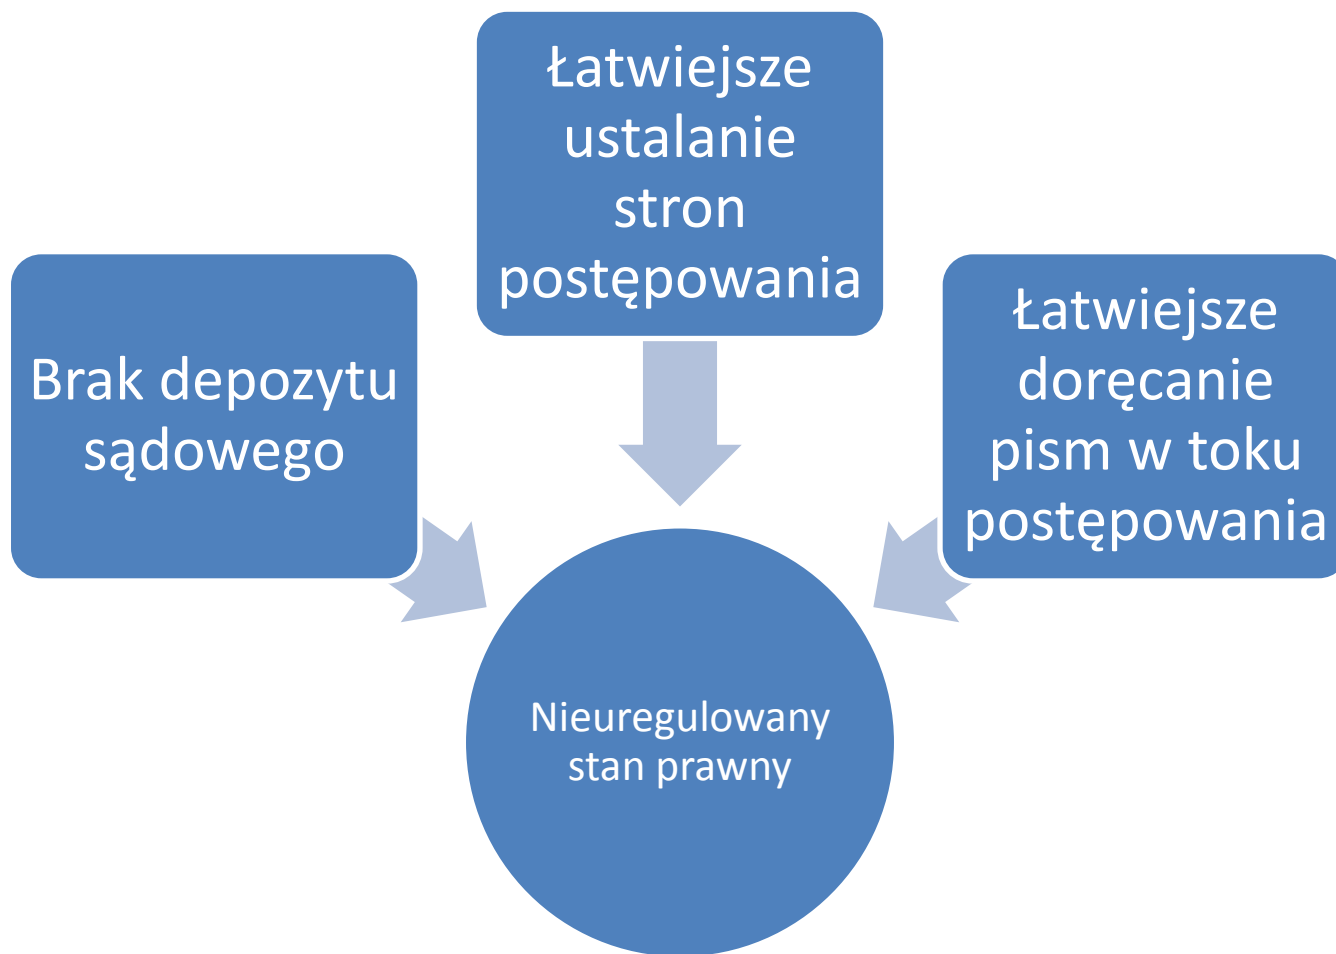 Łatwiejsze
ustalanie
stron
postępowania
Brak depozytu
sądowego
Łatwiejsze
doręcanie
pism w toku
postępowania
Nieuregulowany
stan prawny